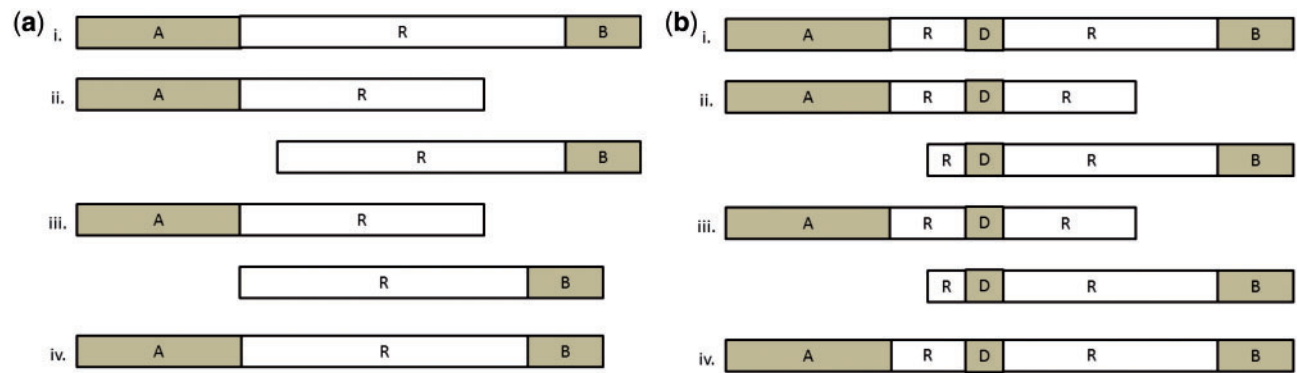 (a) i. A R B
ii. A R
R B
iii. A R
R B
iv. A R B
(b) i. A R D R B
ii. A R D R
R D R B
iii. A R D R
R D R B
iv. A R D R B